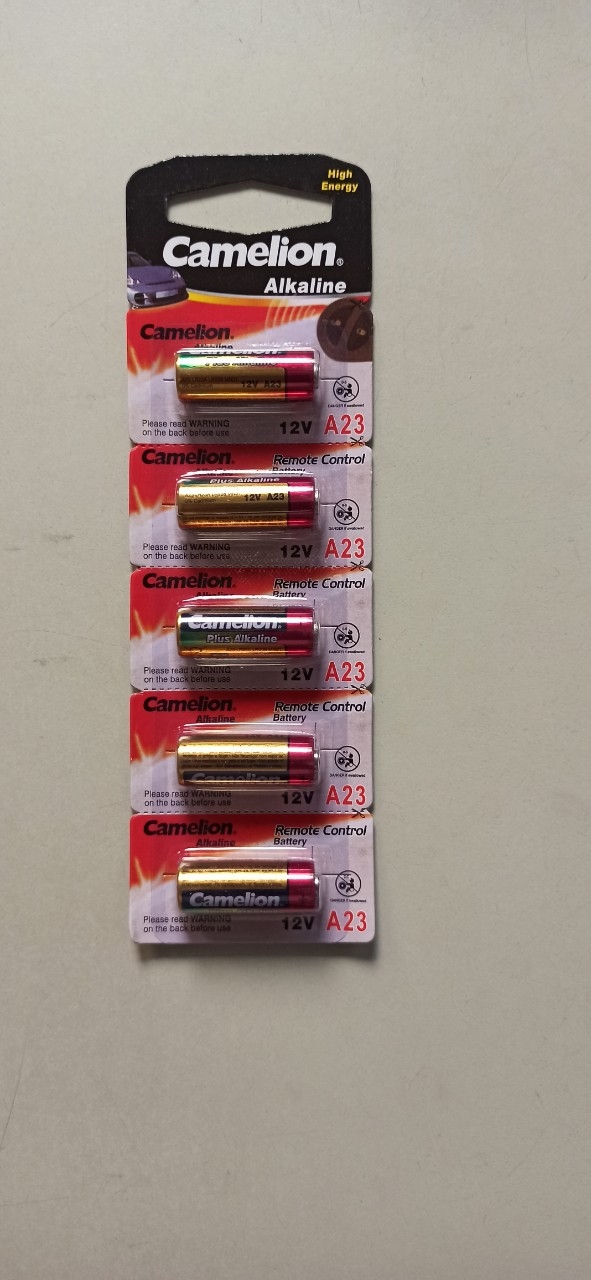 High
Energy
Camelion®
Alkaline
Camelion.
12V A23
Please read WARNING
on the back before use
12V A23
Camelion.
Remote Control
Battery
Plus Alkaline
12V A23
Please read WARNING
on the back before use
12V A23
Camelion.
Remote Control
Alkaline
Battery
Camelion.
Plus Alkaline
Please read WARNING
on the back before use
12V A23
Camelion.
Remote Control
Alkaline
Battery
Camelion
Please read WARNING
on the back before use
12V A23
Camelion.
Remote Control
Alkaline
Battery
Camelion.
Please read WARNING
on the back before use
12V A23